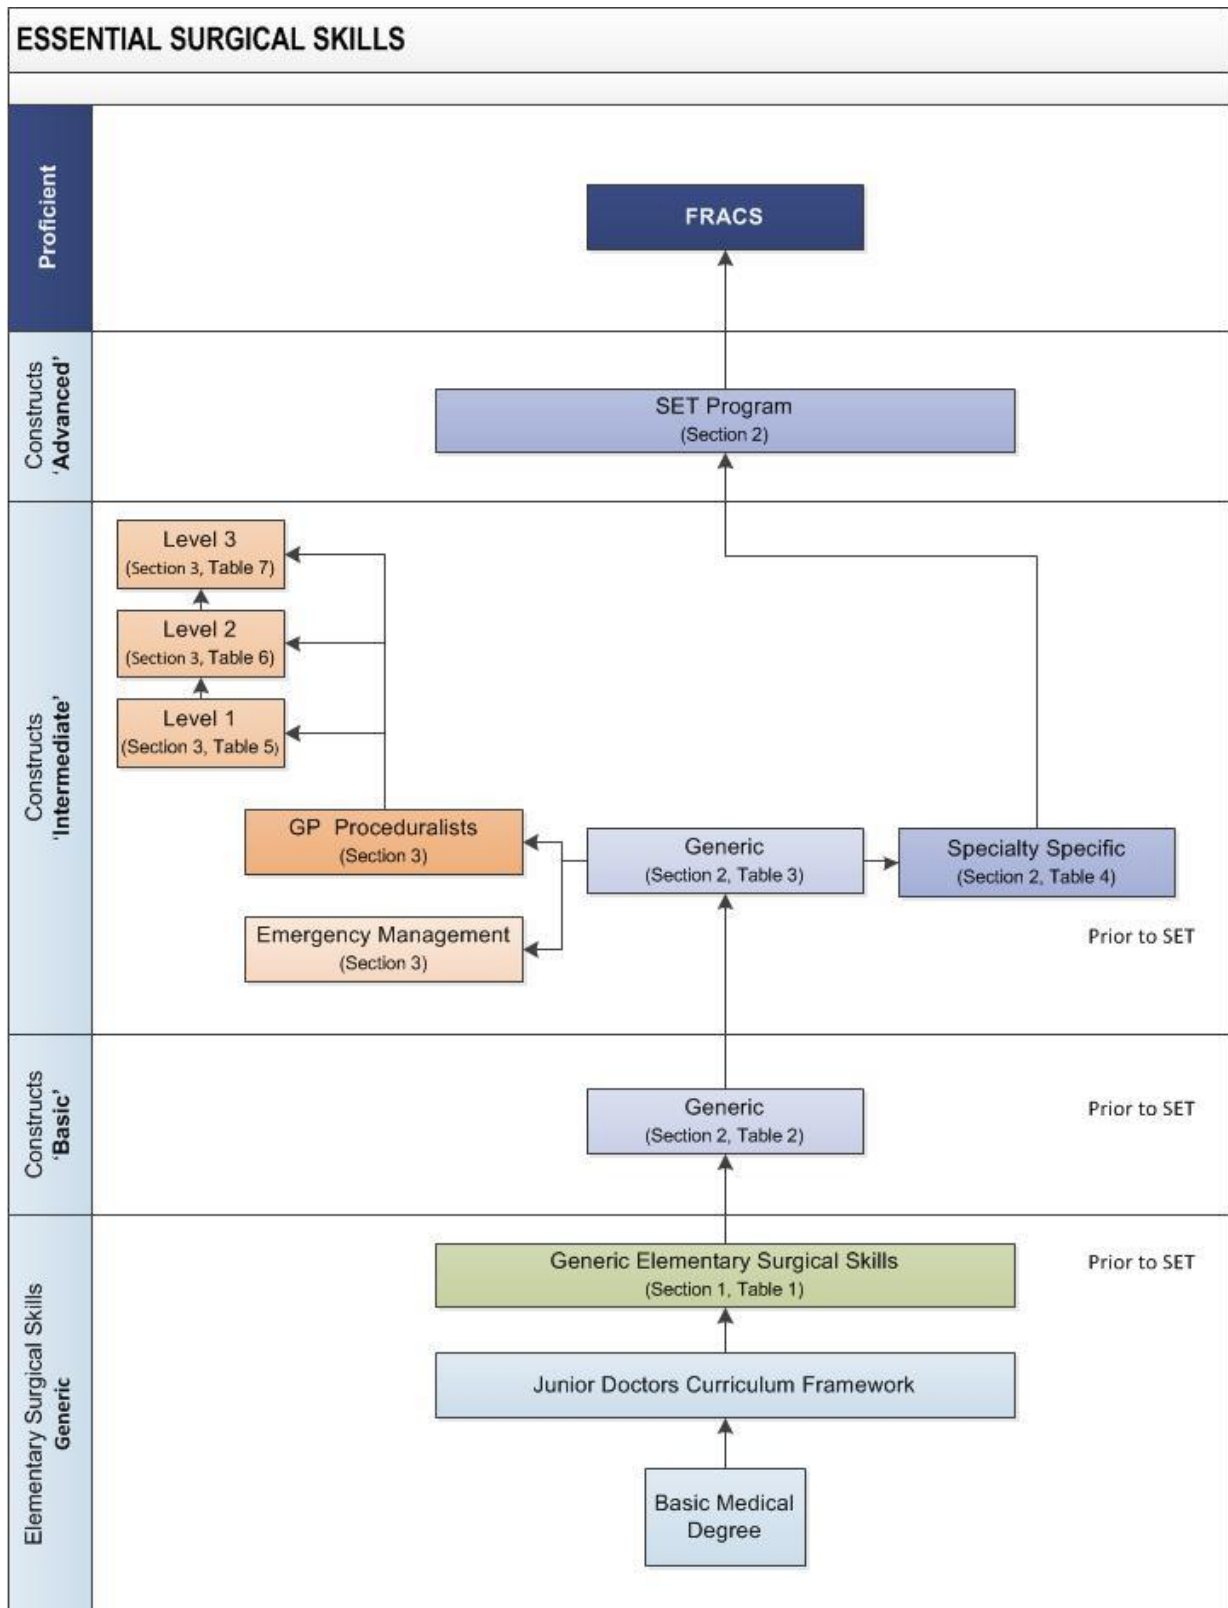 ESSENTIAL SURGICAL SKILLS
Proficient
FRACS
Constructs
‘Advanced’
SET Program
(Section 2)
Constructs
‘Intermediate’
Level 3
(Section 3, Table 7)
Level 2
(Section 3, Table 6)
Level 1
(Section 3, Table 5)
GP Proceduralists
(Section 3)
Generic
(Section 2, Table 3)
Specialty Specific
(Section 2, Table 4)
Emergency Management
(Section 3)
Prior to SET
Constructs
‘Basic’
Generic
(Section 2, Table 2)
Prior to SET
Elementary Surgical Skills
Generic
Generic Elementary Surgical Skills
(Section 1, Table 1)
Prior to SET
Junior Doctors Curriculum Framework
Basic Medical
Degree